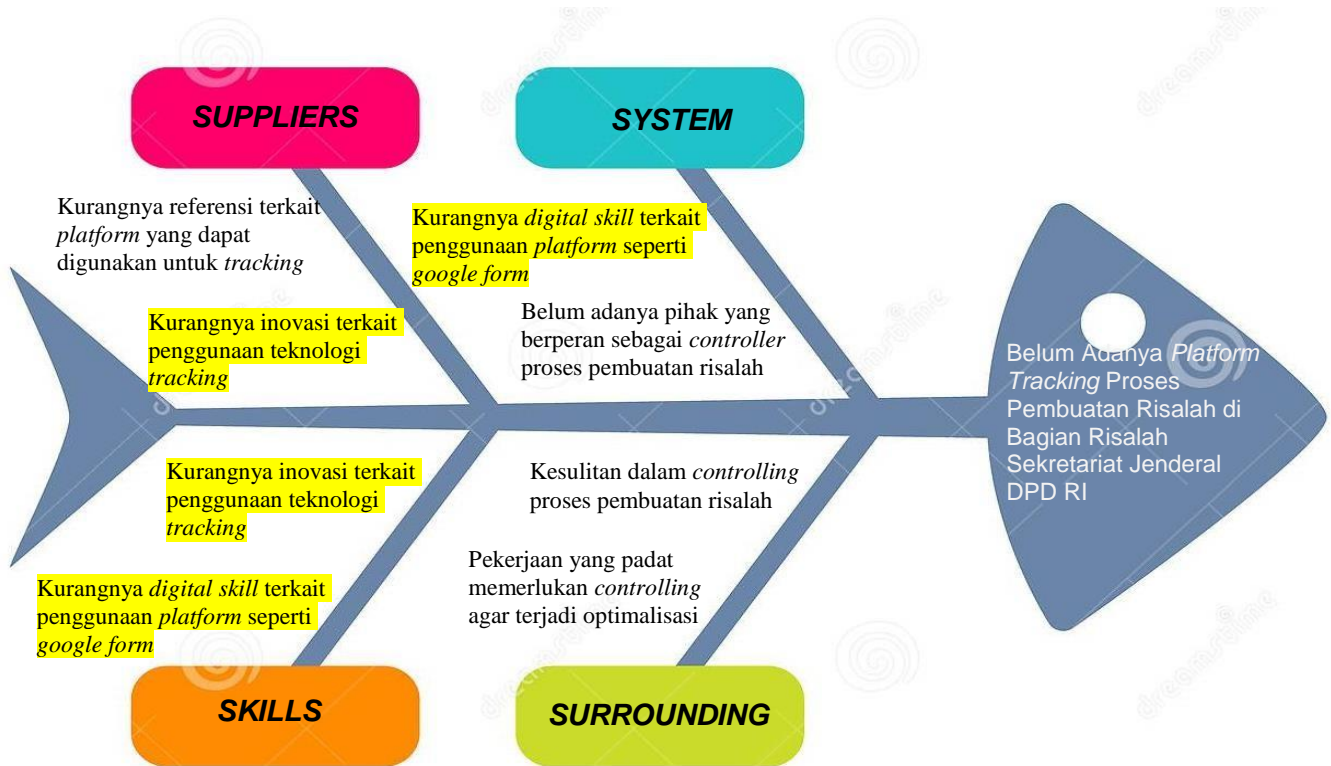 SUPPLIERS
SYSTEM
Kurangnya referensi terkait
platform yang dapat
digunakan untuk tracking
Kurangnya digital skill terkait
penggunaan platform seperti
google form
Kurangnya inovasi terkait
penggunaan teknologi
tracking
Belum adanya pihak yang
berperan sebagai controller
proses pembuatan risalah
Belum Adanya Platform
Tracking Proses
Pembuatan Risalah di
Bagian Risalah
Sekretariat Jenderal
DPD RI
Kurangnya inovasi terkait
penggunaan teknologi
tracking
Kesulitan dalam controlling
proses pembuatan risalah
Kurangnya digital skill terkait
penggunaan platform seperti
google form
Pekerjaan yang padat
memerlukan controlling
agar terjadi optimalisasi
SKILLS
SURROUNDING
dreamstime
dreamstime
dreamstime
dreamstime